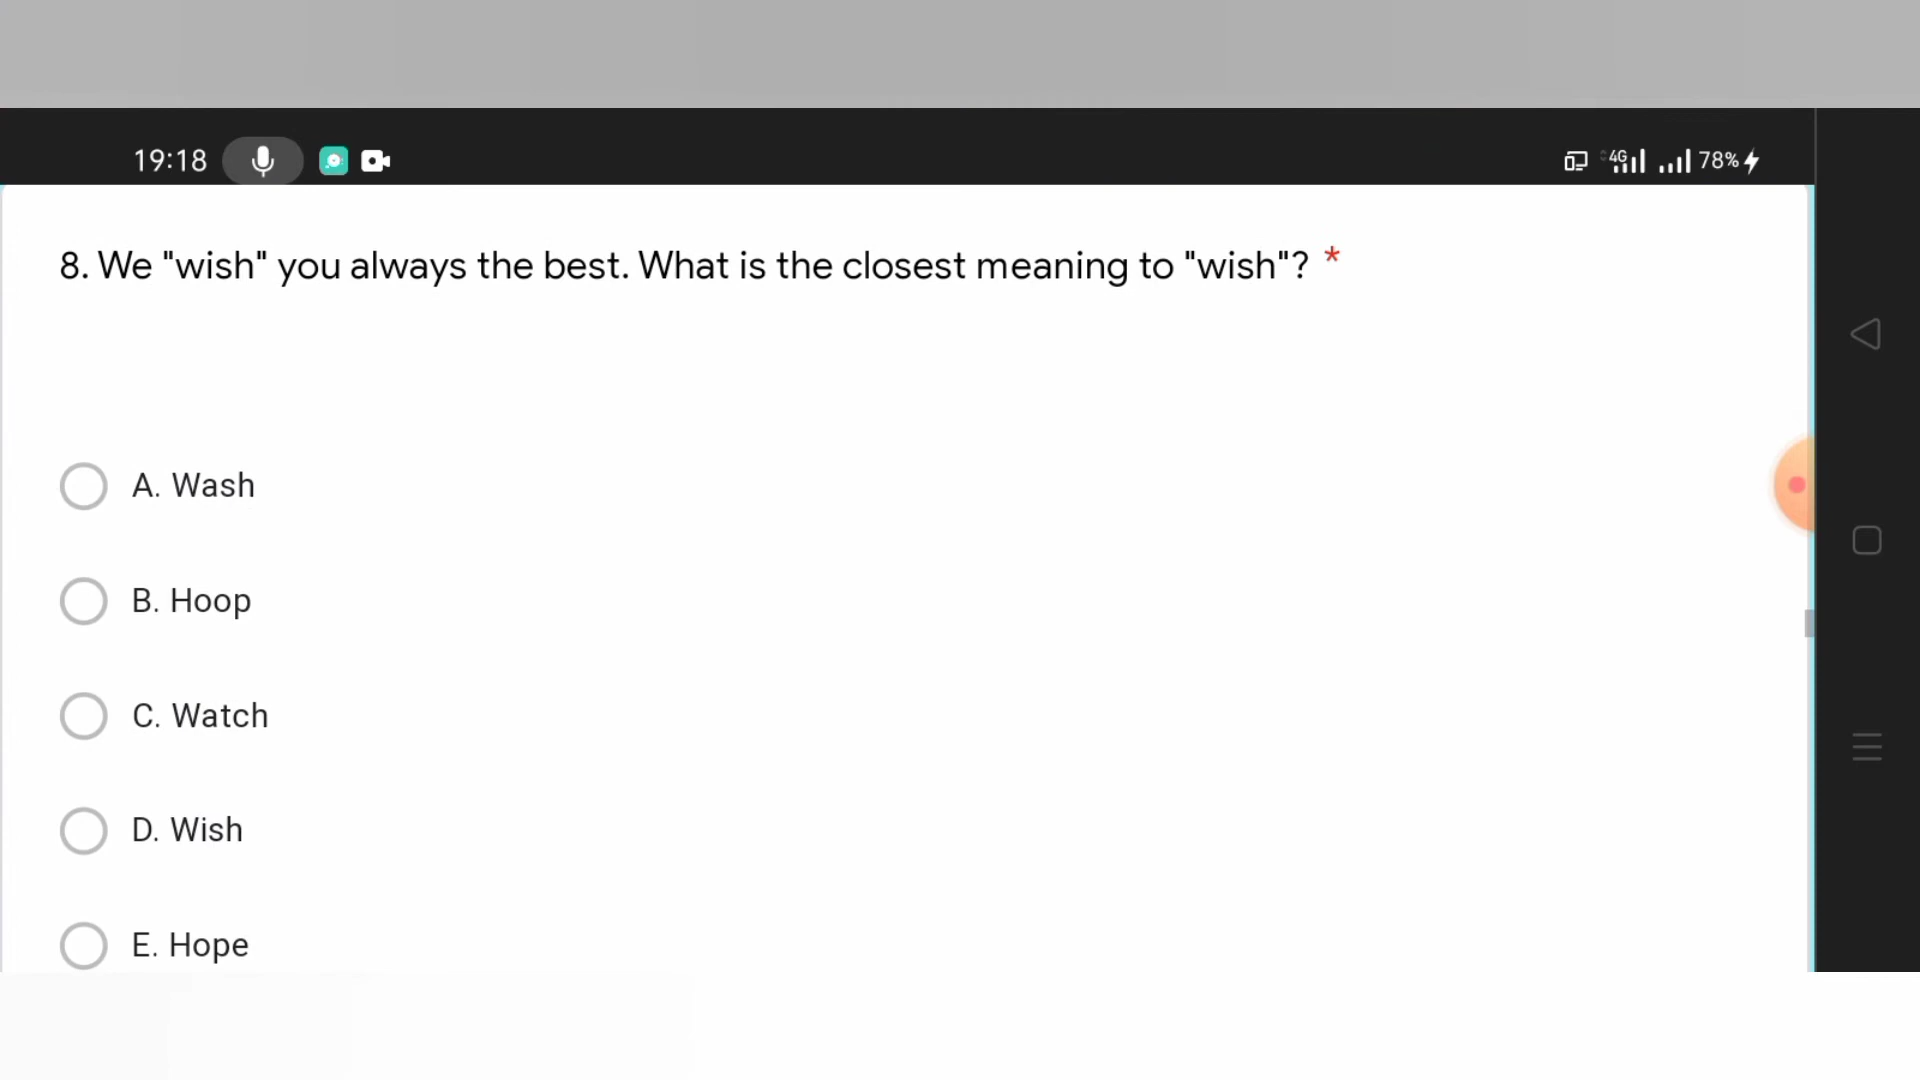 19:18
4G
78%
8. We "wish" you always the best. What is the closest meaning to "wish"? *
A. Wash
B. Hoop
C. Watch
D. Wish
E. Hope